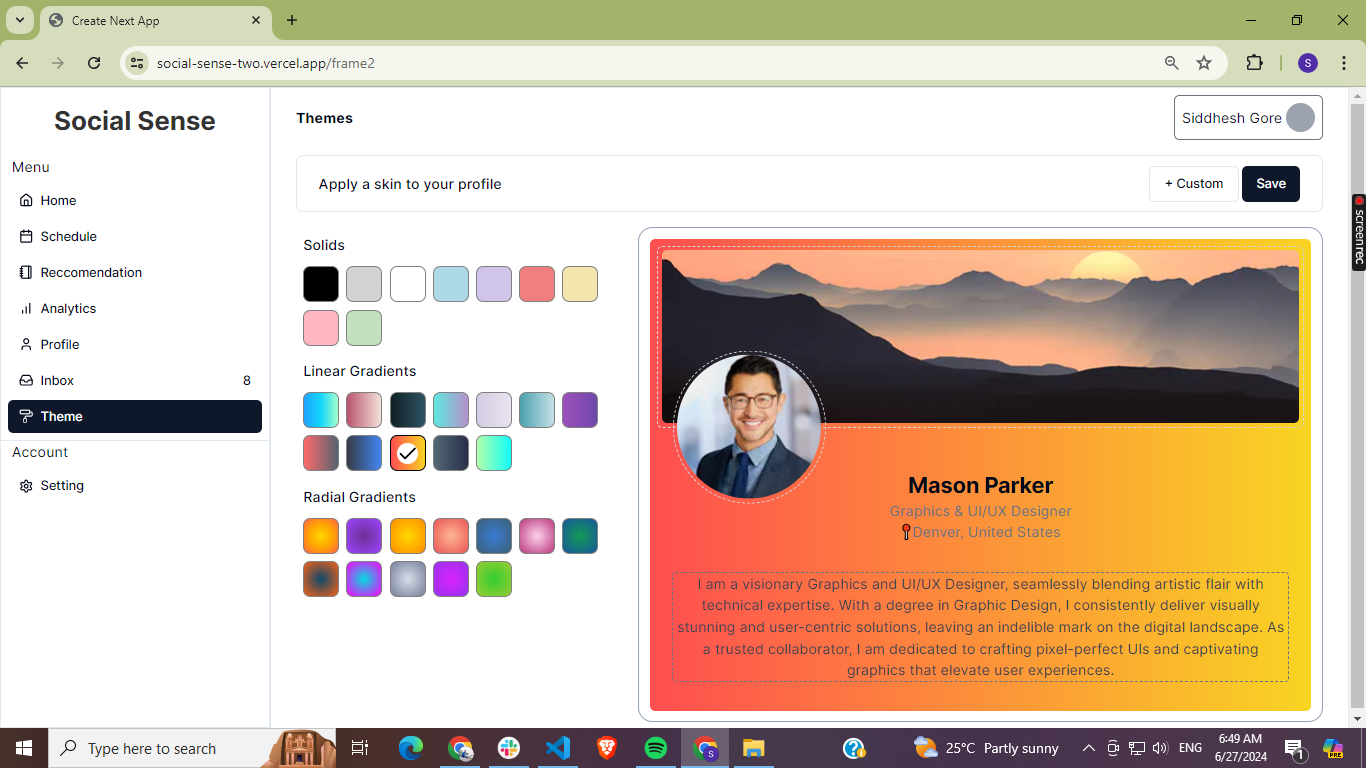 Create Next App
social-sense-two.vercel.app/frame2
S
Social Sense
Menu
Home
Schedule
Reccomendation
Analytics
Profile
Inbox 8
Theme
Account
Setting
Themes
Siddhesh Gore
Apply a skin to your profile
+ Custom
Save
Solids
Linear Gradients
Radial Gradients
Mason Parker
Graphics & UI/UX Designer
Denver, United States
I am a visionary Graphics and UI/UX Designer, seamlessly blending artistic flair with
technical expertise. With a degree in Graphic Design, I consistently deliver visually
stunning and user-centric solutions, leaving an indelible mark on the digital landscape. As
a trusted collaborator, I am dedicated to crafting pixel-perfect UIs and captivating
graphics that elevate user experiences.
screenrec
Type here to search
S
25°C Partly sunny
ENG
6:49 AM
6/27/2024
1
PRE